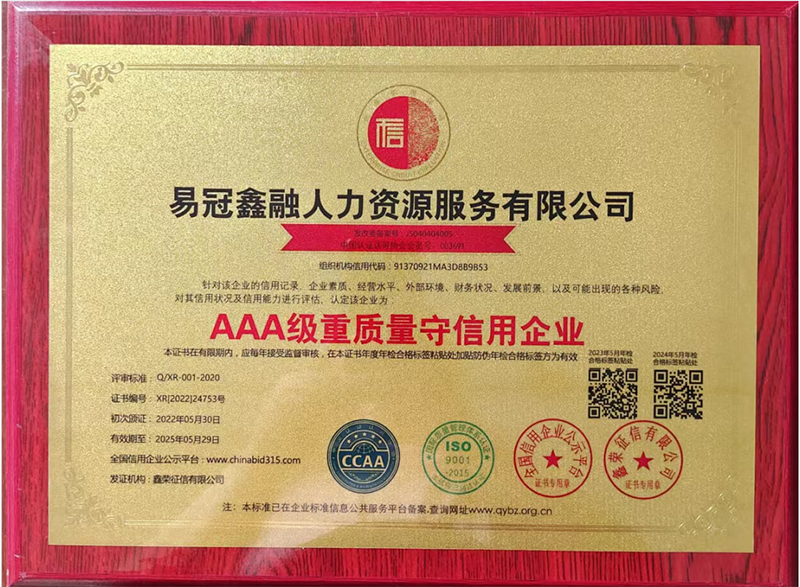 信
易冠鑫融人力资源服务有限公司
组织机构信用代码：91370921MA3D8B9B53
针对该企业的信用记录、企业素质、经营水平、外部环境、财务状况、发展前景、以及可能出现的各种风险,
对其信用状况及信用能力进行评估, 认定该企业为：
AAA级重质量守信用企业
本证书在有限期内，应每年接受监督审核，在本证书年度年检合格标签粘贴处加贴防伪年检合格标签方为有效
2023年5月年检
合格标签粘贴处
2024年5月年检
合格标签粘贴处
评审标准：Q/XR-001-2020
证书编号：XR[2022]24753号
初次颁证：2022年05月30日
有效期至：2025年05月29日
全国信用企业公示平台：www.chinabid315.com
发证机构：鑫荣征信有限公司
CCAA
ISO
9001
-2015
全国信用企业公示平台
证书专用章
鑫荣征信有限公司
证书专用章
注：本标准已在企业标准信息公共服务平台备案,查询网址www.qybz.org.cn